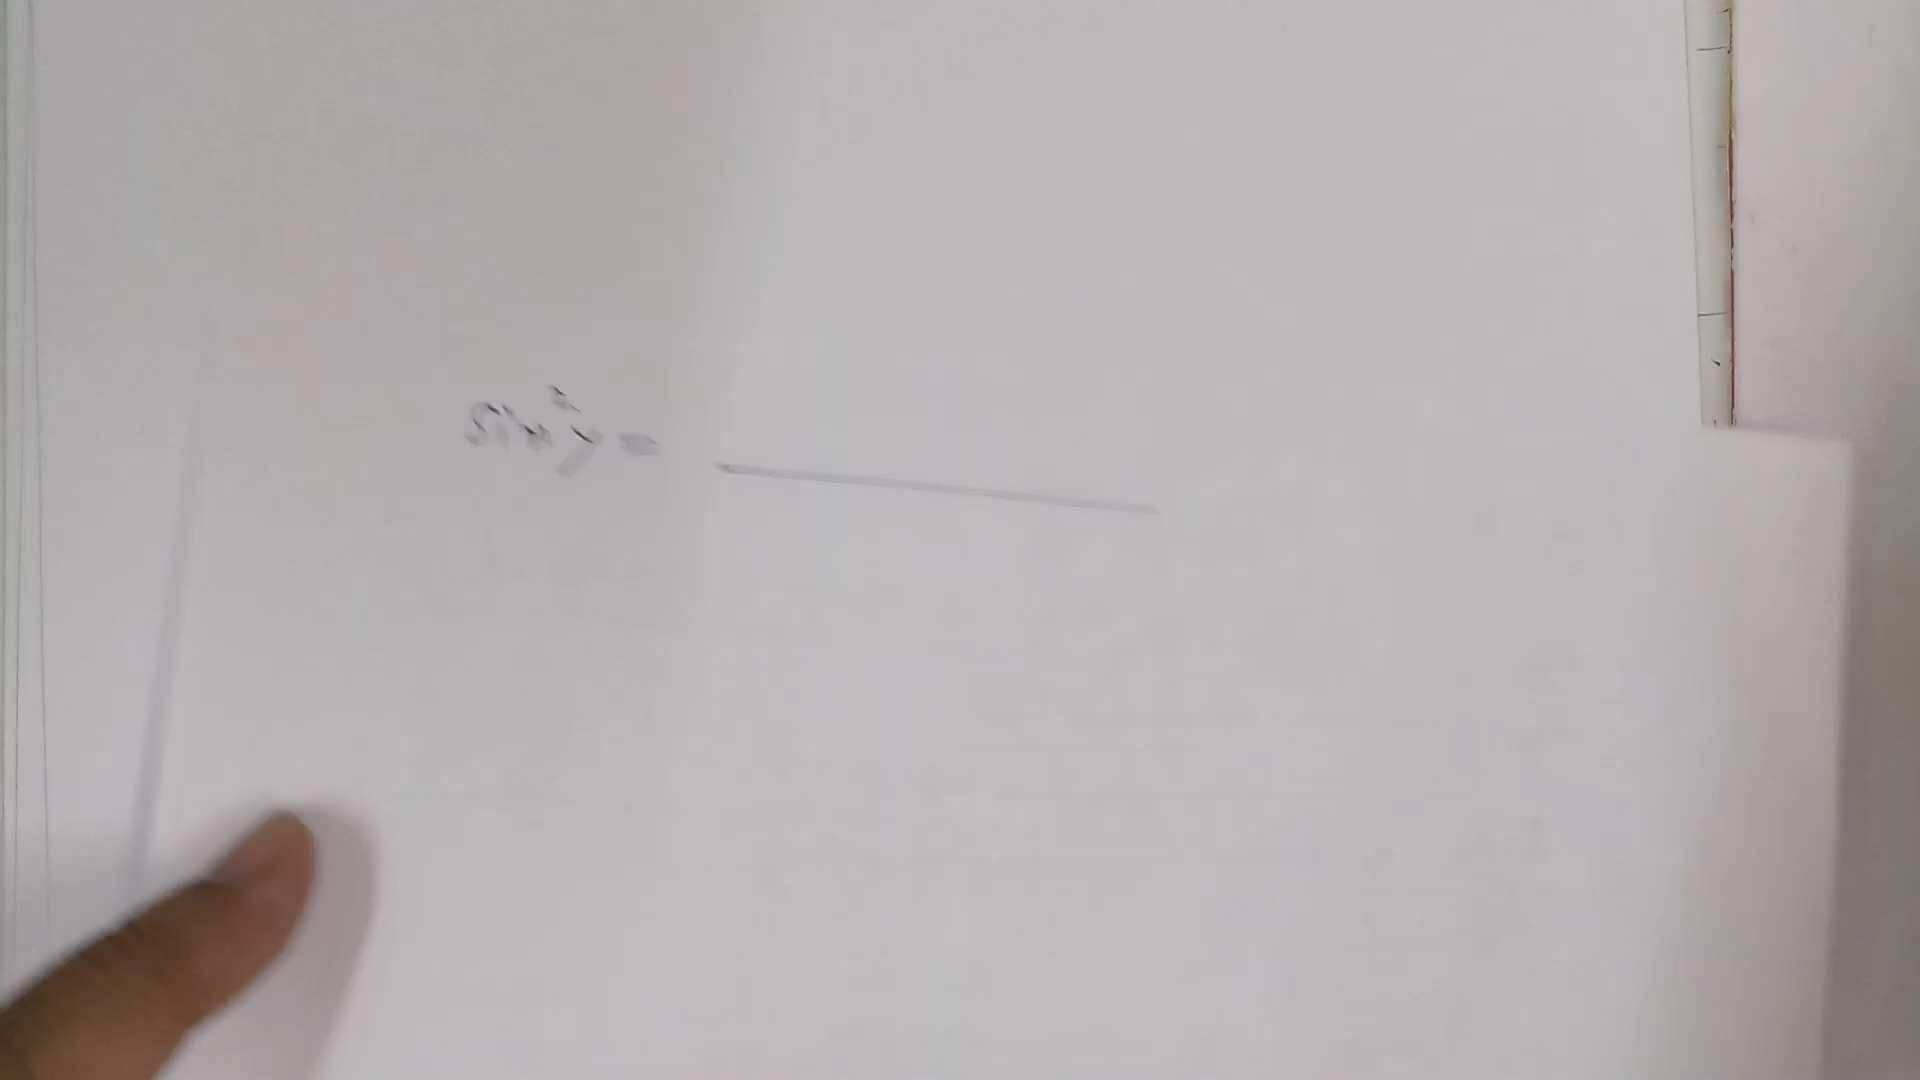 sin²y =